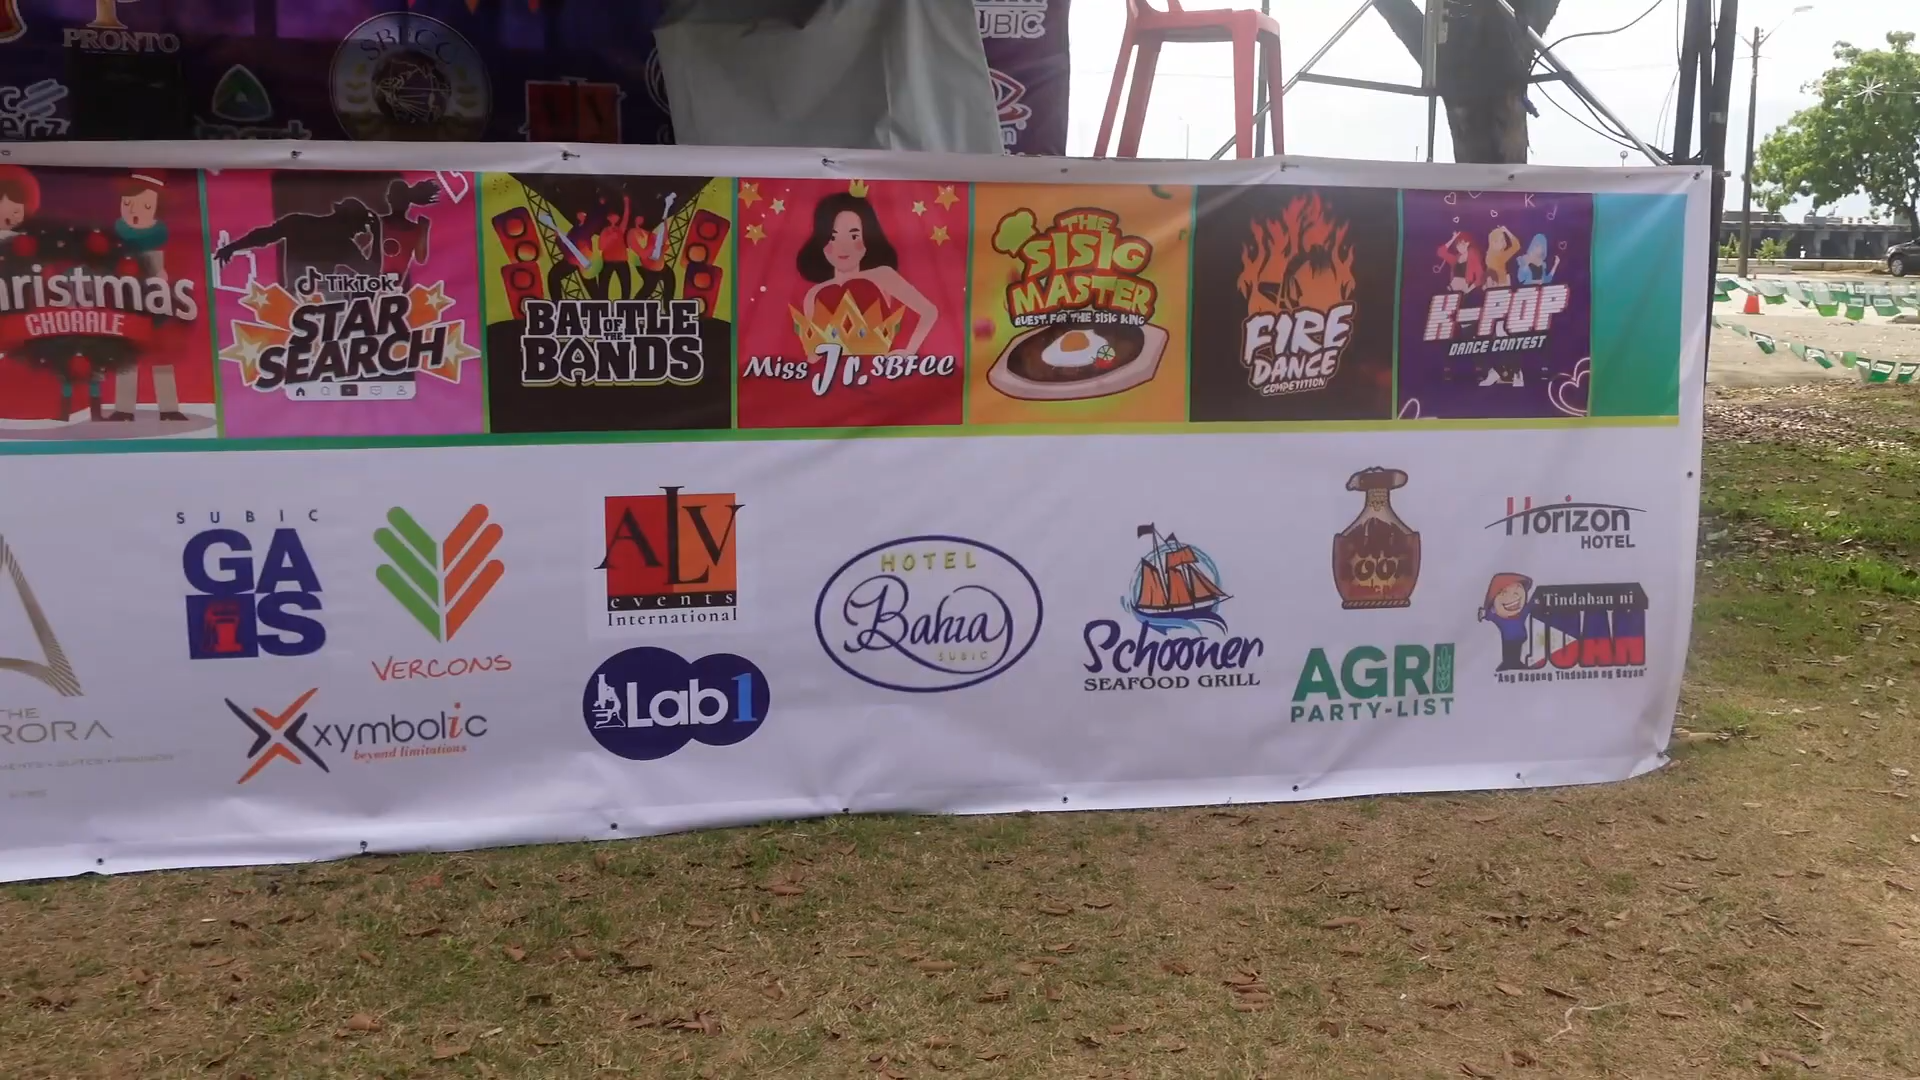 PRONTO
SBFCC
ALV
UBIC
hristmas
CHORALE
TikTok
STAR
SEARCH
BATTLE
OF
THE
BANDS
Miss Jr. SBFCC
THE
SISIG
MASTER
QUEST FOR THE SISIG KING
FIRE
DANCE
COMPETITION
K
K-POP
DANCE CONTEST
THE
RORA
SUBIC
GAS
VERCONS
xymbolic
beyond limitations
ALV
events
International
Lab1
HOTEL
Bahia
SUBIC
Schooner
SEAFOOD GRILL
AGRI
PARTY-LIST
Horizon
HOTEL
Tindahan ni
JUAN
"Ang Bagong Tindahan ng Bayan"